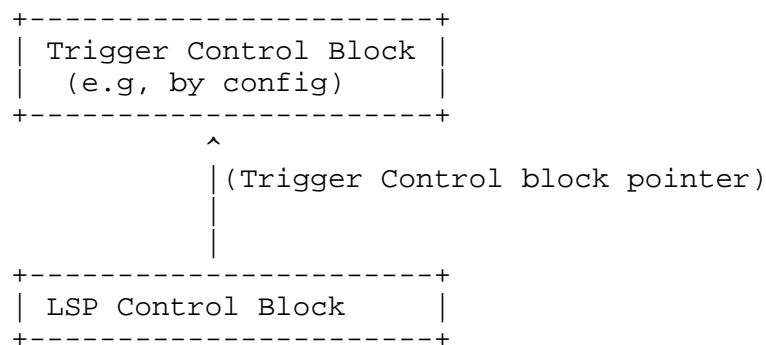 Trigger Control Block
(e.g, by config)
(Trigger Control block pointer)
LSP Control Block